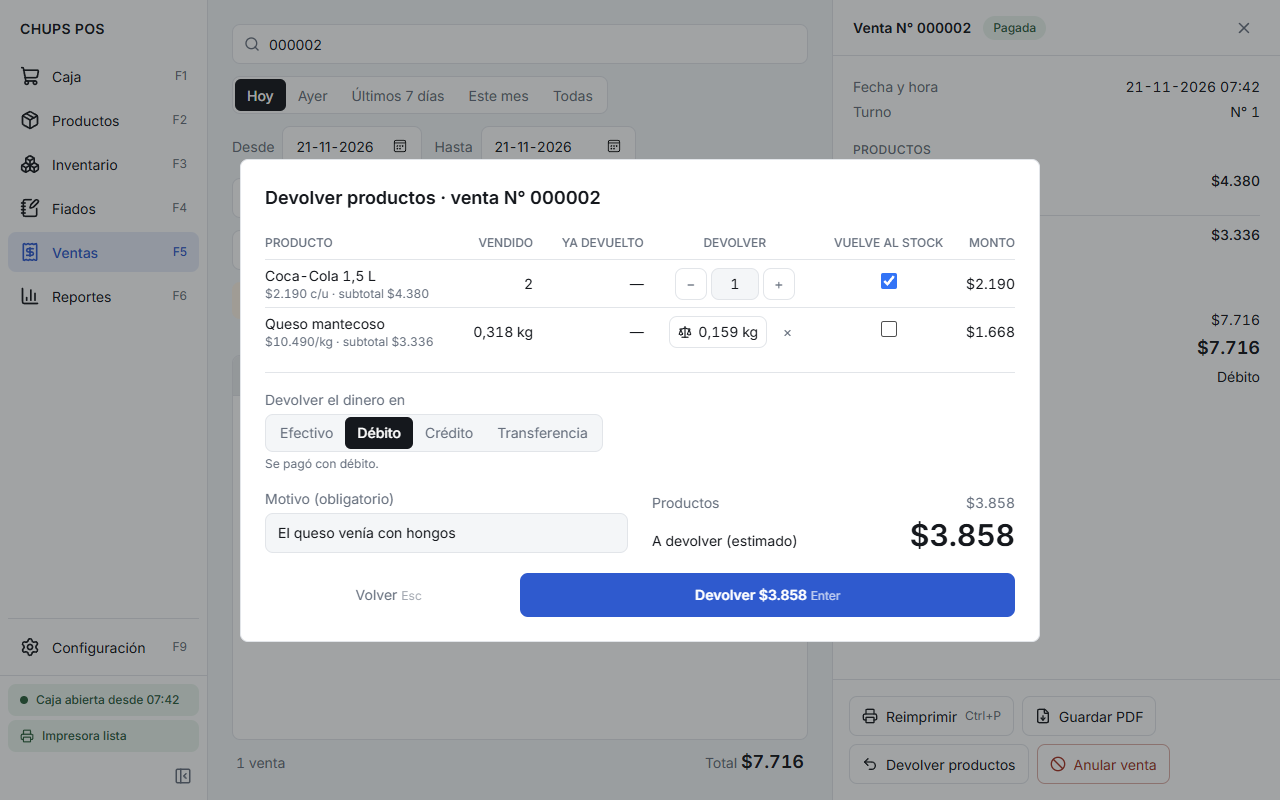 CHUPS POS
Caja F1
Productos F2
Inventario F3
Fiados F4
Ventas F5
Reportes F6
Configuración F9
Caja abierta desde 07:42
Impresora lista
000002
Hoy Ayer Últimos 7 días Este mes Todas
Desde 21-11-2026 Hasta 21-11-2026
1 venta Total $7.716
Devolver productos · venta N° 000002
PRODUCTO VENDIDO YA DEVUELTO DEVOLVER VUELVE AL STOCK MONTO
Coca-Cola 1,5 L 2 — − 1 + $2.190
$2.190 c/u · subtotal $4.380
Queso mantecoso 0,318 kg — 0,159 kg × $1.668
$10.490/kg · subtotal $3.336
Devolver el dinero en
Efectivo Débito Crédito Transferencia
Se pagó con débito.
Motivo (obligatorio)
El queso venía con hongos
Productos $3.858
A devolver (estimado) $3.858
Volver Esc
Devolver $3.858 Enter
Venta N° 000002 Pagada
Fecha y hora 21-11-2026 07:42
Turno N° 1
PRODUCTOS
$4.380
$3.336
$7.716
$7.716
Débito
Reimprimir Ctrl+P
Guardar PDF
Devolver productos
Anular venta